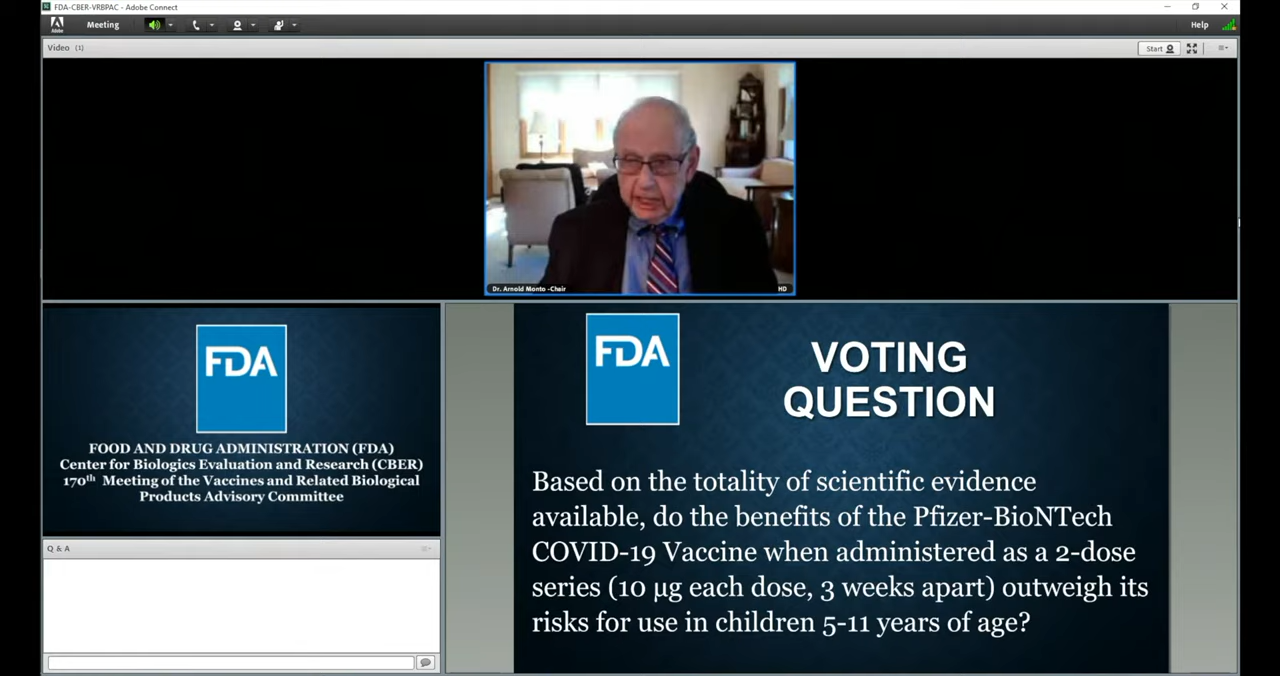 FDA-CBER-VRBPAC - Adobe Connect
Adobe
Meeting
Help
Video (1)
Start
Dr. Arnold Monto -Chair
HD
FDA
FOOD AND DRUG ADMINISTRATION (FDA)
Center for Biologics Evaluation and Research (CBER)
170th Meeting of the Vaccines and Related Biological
Products Advisory Committee
Q & A
FDA
VOTING
QUESTION
Based on the totality of scientific evidence
available, do the benefits of the Pfizer-BioNTech
COVID-19 Vaccine when administered as a 2-dose
series (10 µg each dose, 3 weeks apart) outweigh its
risks for use in children 5-11 years of age?